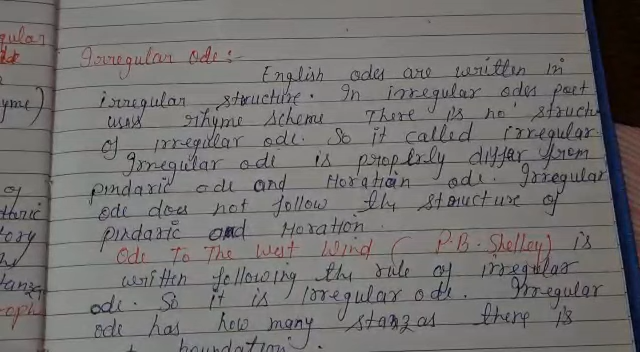 Irregular ode :-
English odes are written in
irregular structure. In irregular odes poet
uses rhyme scheme There is no struct
of irregular ode. So it called irregular.
Irregular ode is properly differ from
pindaric ode and Horatian ode. Irregular
ode does not follow the structure of
pindaric and Horation.
Ode To The West Wind ( P.B. Shelley) is
written following the rule of irregular
ode. So it is irregular ode. Irregular
ode has how many stanzas there is
boundation.